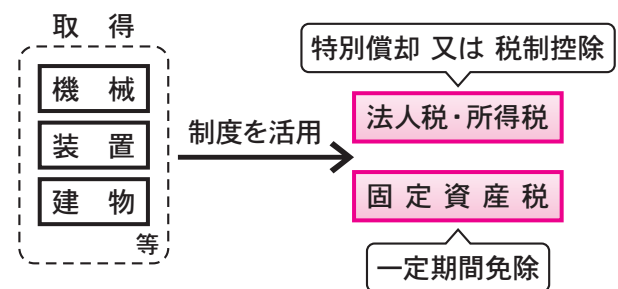 取 得
機 械
装 置
建 物
等
制度を活用
特別償却 又は 税制控除
法人税・所得税
固 定 資 産 税
一定期間免除